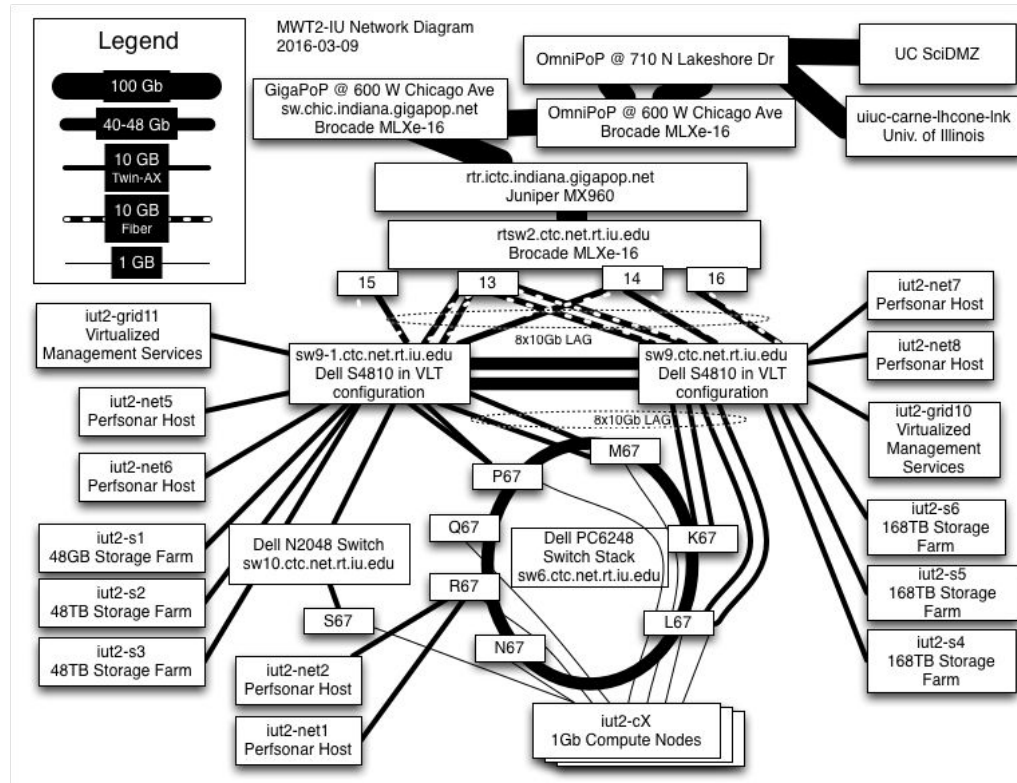 Legend
100 Gb
40-48 Gb
10 GB
Twin-AX
10 GB
Fiber
1 GB
MWT2-IU Network Diagram
2016-03-09
OmniPoP @ 710 N Lakeshore Dr
UC SciDMZ
GigaPoP @ 600 W Chicago Ave
sw.chic.indiana.gigapop.net
Brocade MLXe-16
OmniPoP @ 600 W Chicago Ave
Brocade MLXe-16
uiuc-carne-lhcone-lnk
Univ. of Illinois
rtr.ictc.indiana.gigapop.net
Juniper MX960
rtsw2.ctc.net.rt.iu.edu
Brocade MLXe-16
15
13
14
16
iut2-grid11
Virtualized
Management Services
iut2-net7
Perfsonar Host
8x10Gb LAG
sw9-1.ctc.net.rt.iu.edu
Dell S4810 in VLT
configuration
sw9.ctc.net.rt.iu.edu
Dell S4810 in VLT
configuration
iut2-net8
Perfsonar Host
iut2-net5
Perfsonar Host
8x10Gb LAG
iut2-grid10
Virtualized
Management
Services
iut2-net6
Perfsonar Host
P67
M67
iut2-s6
168TB Storage
Farm
iut2-s1
48GB Storage Farm
Dell N2048 Switch
sw10.ctc.net.rt.iu.edu
Q67
Dell PC6248
Switch Stack
sw6.ctc.net.rt.iu.edu
K67
iut2-s2
48TB Storage Farm
R67
iut2-s5
168TB Storage
Farm
S67
L67
iut2-s3
48TB Storage Farm
N67
iut2-s4
168TB Storage
Farm
iut2-net2
Perfsonar Host
iut2-net1
Perfsonar Host
iut2-cX
1Gb Compute Nodes